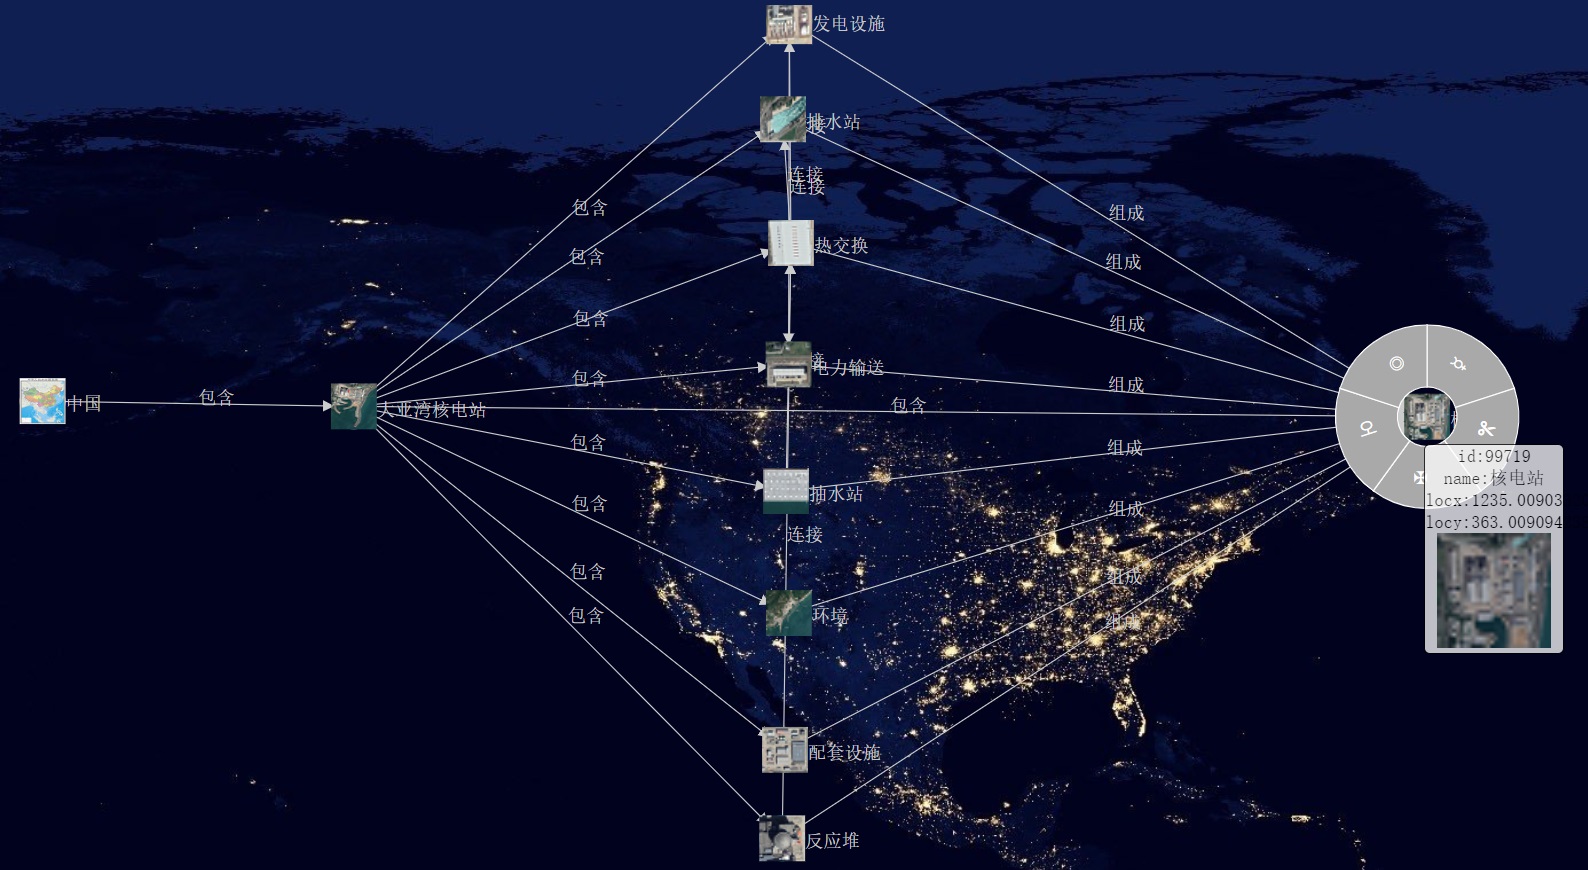 发电设施
排水站
连接
连接
包含
组成
包含
组成
热交换
包含
组成
电力输送
包含
组成
中国
包含
大亚湾核电站
包含
包含
组成
id:99719
name:核电站
locx:1235.00903
locy:363.009094
抽水站
包含
组成
连接
包含
组成
环境
包含
组成
配套设施
反应堆